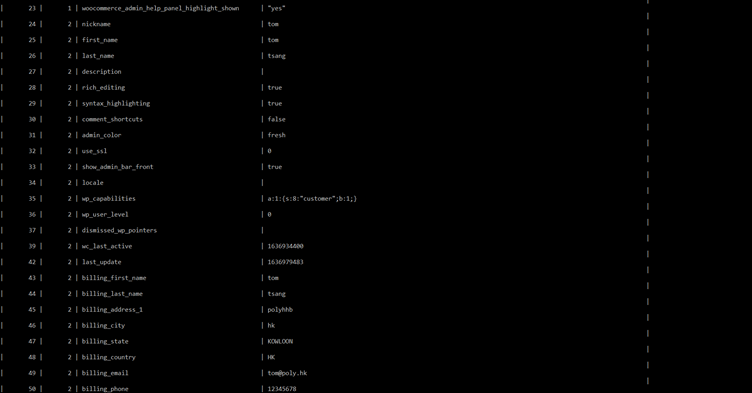 | 23 | 1 | woocommerce_admin_help_panel_highlight_shown | "yes" |
| 24 | 2 | nickname | tom |
| 25 | 2 | first_name | tom |
| 26 | 2 | last_name | tsang |
| 27 | 2 | description | |
| 28 | 2 | rich_editing | true |
| 29 | 2 | syntax_highlighting | true |
| 30 | 2 | comment_shortcuts | false |
| 31 | 2 | admin_color | fresh |
| 32 | 2 | use_ssl | 0 |
| 33 | 2 | show_admin_bar_front | true |
| 34 | 2 | locale | |
| 35 | 2 | wp_capabilities | a:1:{s:8:"customer";b:1;} |
| 36 | 2 | wp_user_level | 0 |
| 37 | 2 | dismissed_wp_pointers | |
| 39 | 2 | wc_last_active | 1636934400 |
| 42 | 2 | last_update | 1636979483 |
| 43 | 2 | billing_first_name | tom |
| 44 | 2 | billing_last_name | tsang |
| 45 | 2 | billing_address_1 | polyhhb |
| 46 | 2 | billing_city | hk |
| 47 | 2 | billing_state | KOWLOON |
| 48 | 2 | billing_country | HK |
| 49 | 2 | billing_email | tom@poly.hk |
| 50 | 2 | billing_phone | 12345678